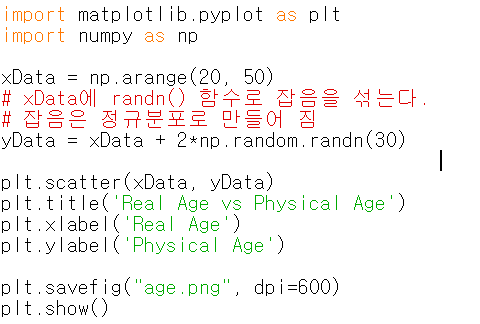 import matplotlib.pyplot as plt
import numpy as np
xData = np.arange(20, 50)
# xData에 randn() 함수로 잡음을 섞는다.
# 잡음은 정규분포로 만들어 짐
yData = xData + 2*np.random.randn(30)
plt.scatter(xData, yData)
plt.title('Real Age vs Physical Age')
plt.xlabel('Real Age')
plt.ylabel('Physical Age')
plt.savefig("age.png", dpi=600)
plt.show()